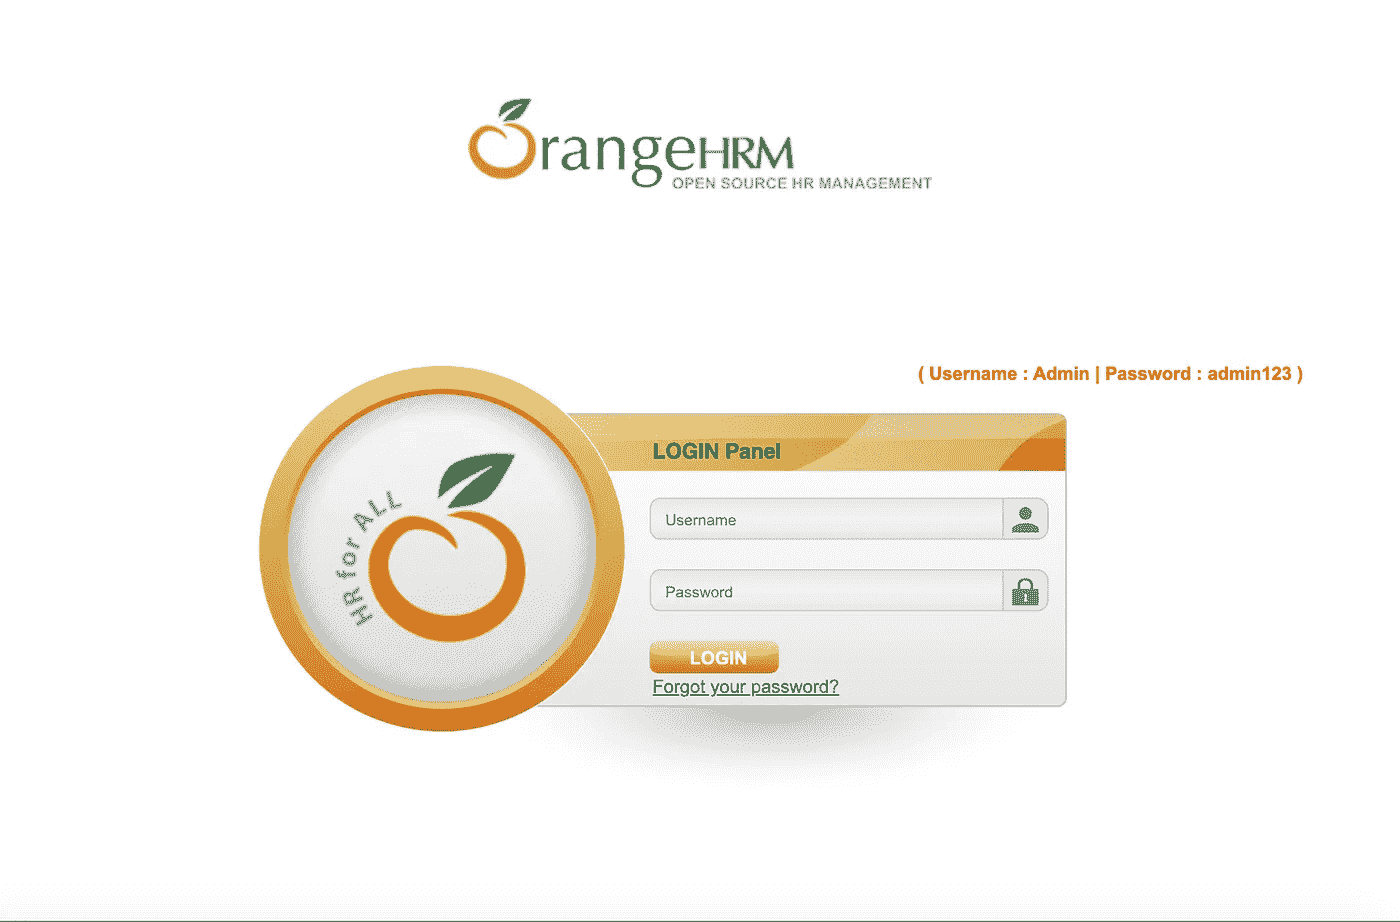 OrangeHRM
OPEN SOURCE HR MANAGEMENT
( Username : Admin | Password : admin123 )
LOGIN Panel
HR for ALL
Username
Password
LOGIN
Forgot your password?